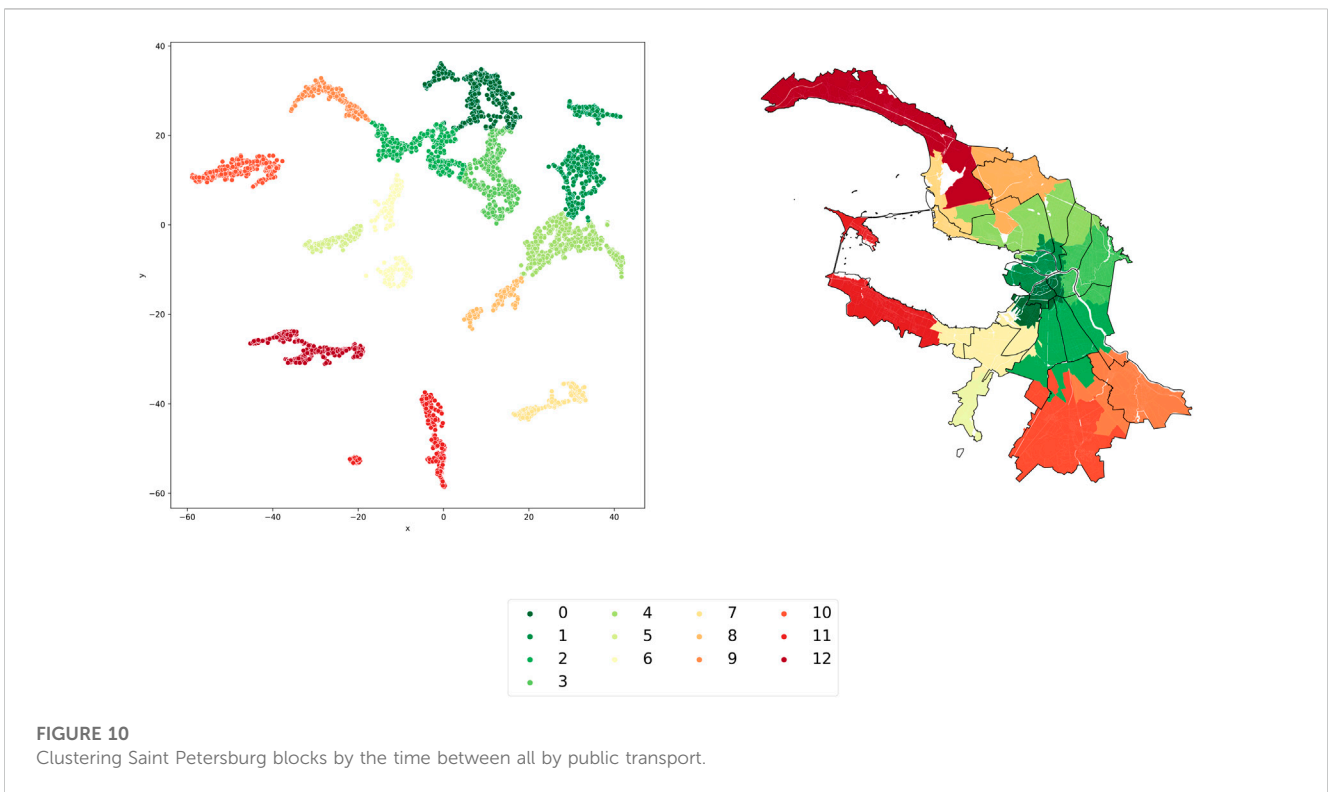 40
20
0
−20
−40
−60
y
−60 −40 −20 0 20 40
x
0 4 7 10
1 5 8 11
2 6 9 12
3
FIGURE 10
Clustering Saint Petersburg blocks by the time between all by public transport.